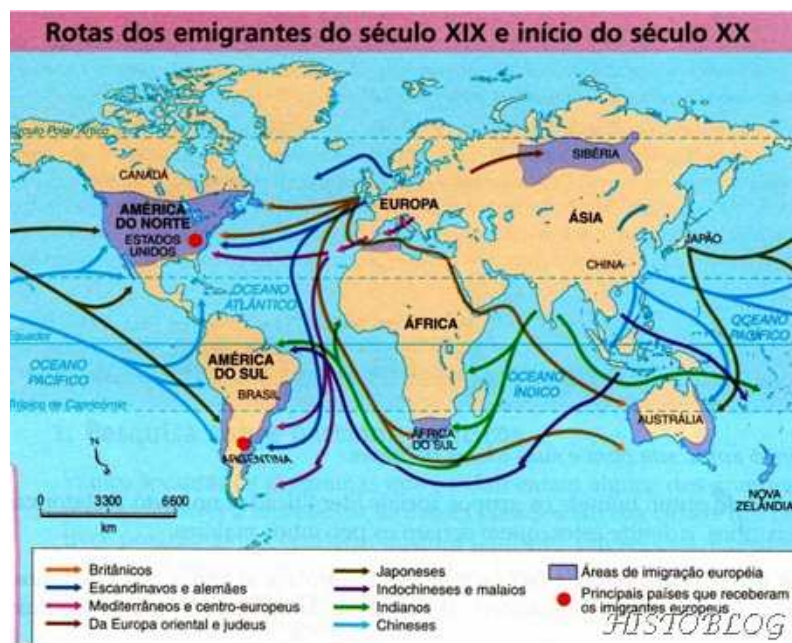 Rotas dos emigrantes do século XIX e início do século XX
Círculo Polar Ártico
CANADÁ
AMÉRICA
DO NORTE
ESTADOS
UNIDOS
EUROPA
SIBÉRIA
ÁSIA
JAPÃO
CHINA
OCEANO
ATLÂNTICO
ÁFRICA
Equador
OCEANO
PACÍFICO
AMÉRICA
DO SUL
BRASIL
OCEANO
ÍNDICO
OCEANO
PACÍFICO
Trópico de Capricórnio
ÁFRICA
DO SUL
AUSTRÁLIA
ARGENTINA
NOVA
ZELÂNDIA
N
0 3300 6600
km
Britânicos
Escandinavos e alemães
Mediterrâneos e centro-europeus
Da Europa oriental e judeus
Japoneses
Indochineses e malaios
Indianos
Chineses
Áreas de imigração européia
Principais países que receberam
os imigrantes europeus
HISTOBLOG